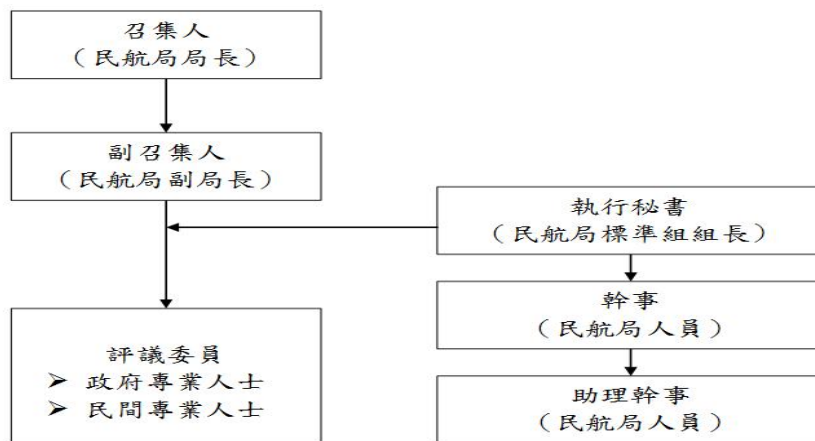 召集人
（民航局局長）
副召集人
（民航局副局長）
執行秘書
（民航局標準組組長）
幹事
（民航局人員）
評議委員
➢ 政府專業人士
➢ 民間專業人士
助理幹事
（民航局人員）